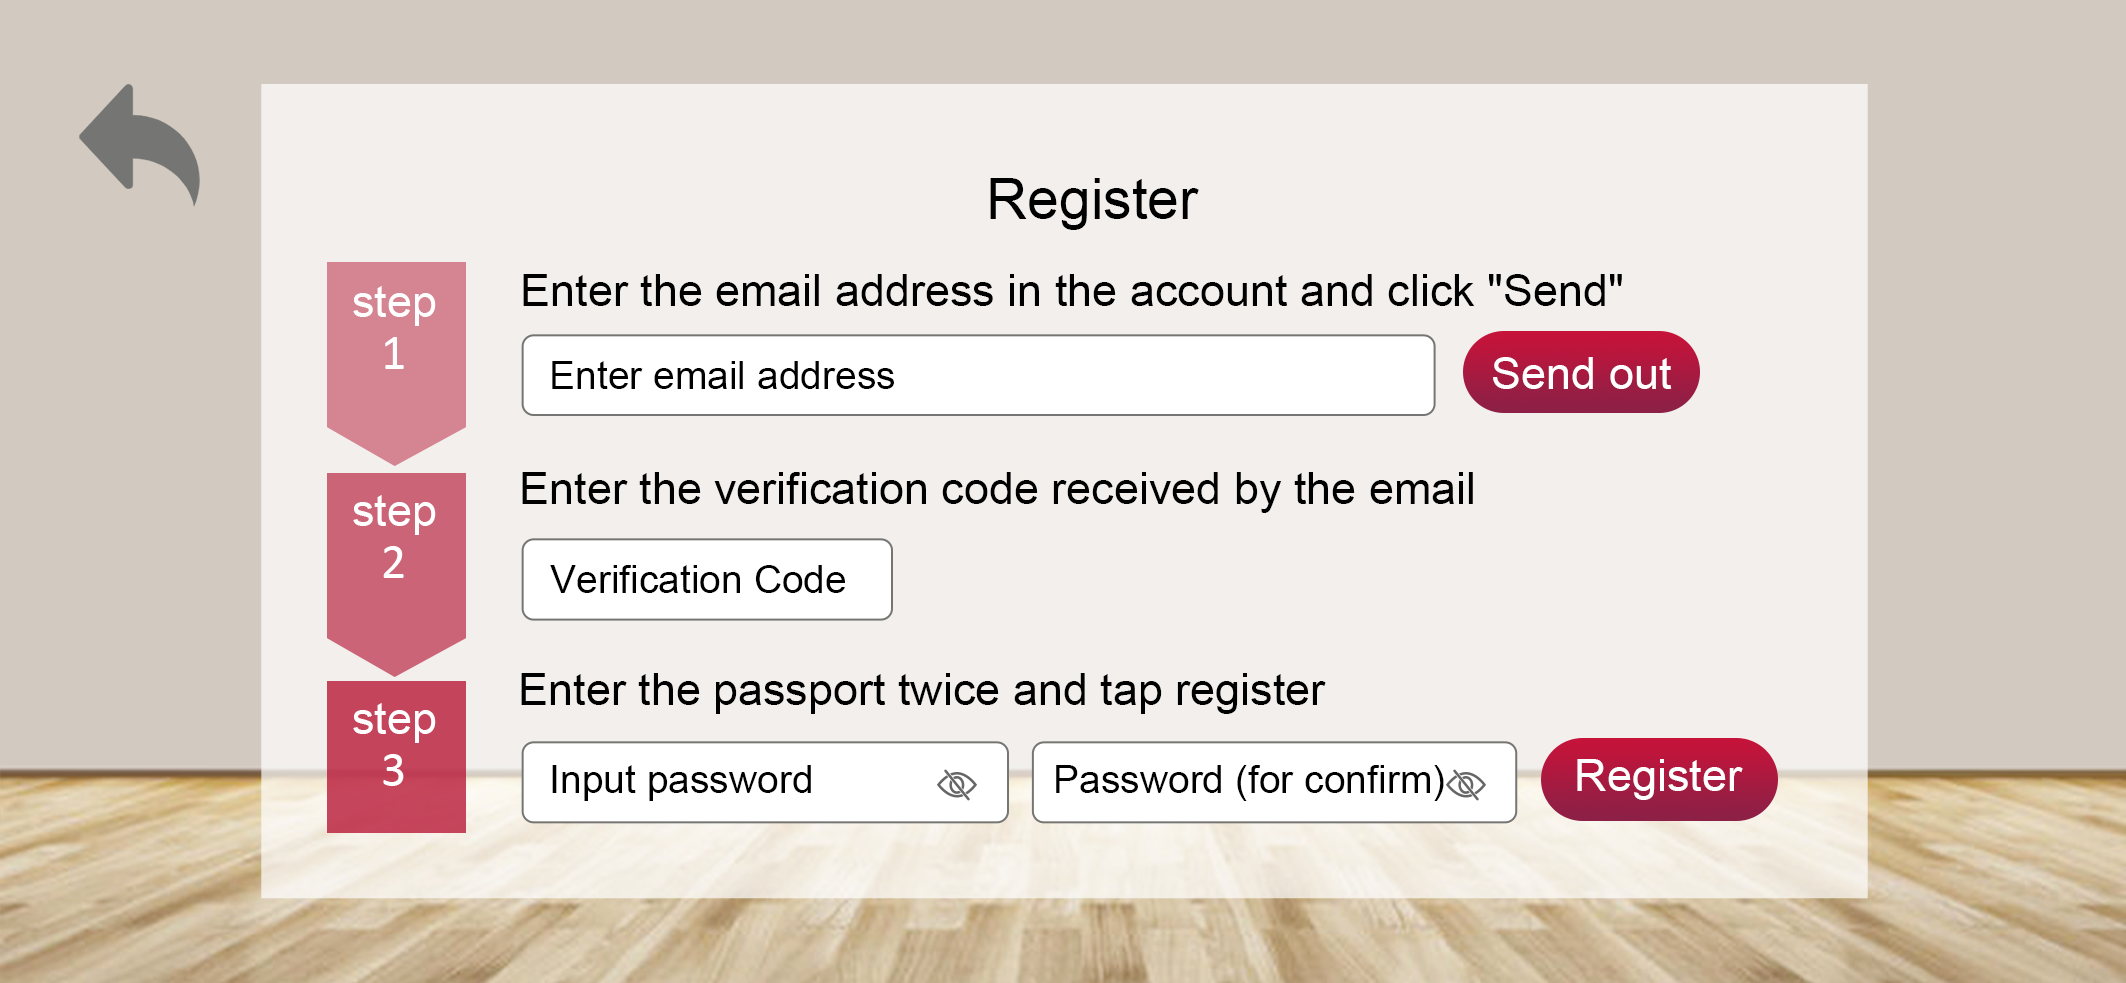 Register
step
1
Enter the email address in the account and click "Send"
Enter email address
Send out
step
2
Enter the verification code received by the email
Verification Code
step
3
Enter the passport twice and tap register
Input password
Password (for confirm)
Register